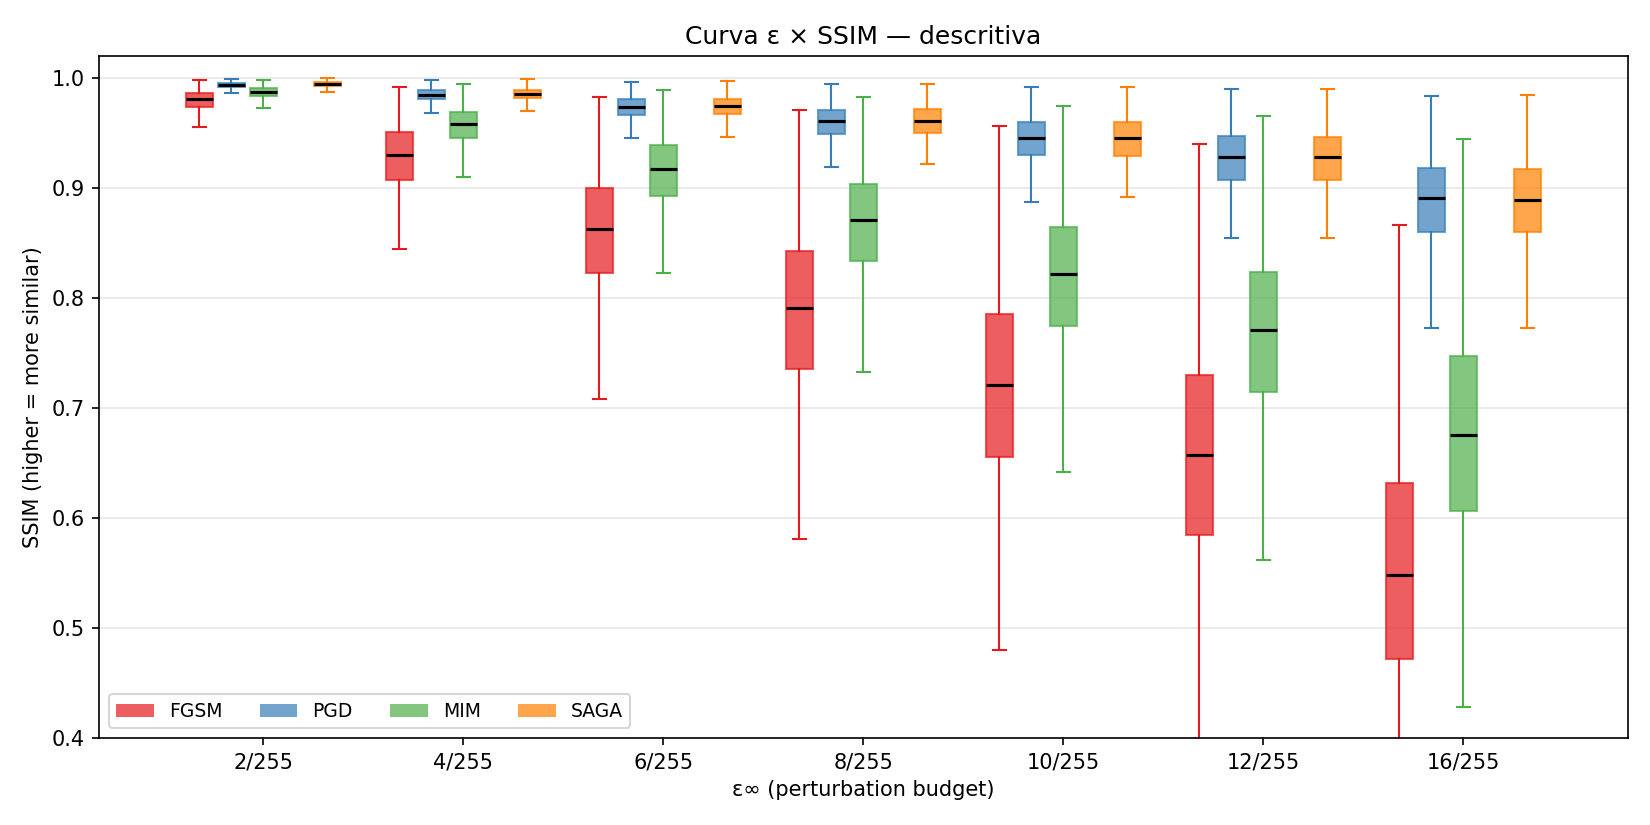 Curva ε × SSIM — descritiva
SSIM (higher = more similar)
1.0
0.9
0.8
0.7
0.6
0.5
0.4
FGSM PGD MIM SAGA
2/255 4/255 6/255 8/255 10/255 12/255 16/255
ε∞ (perturbation budget)